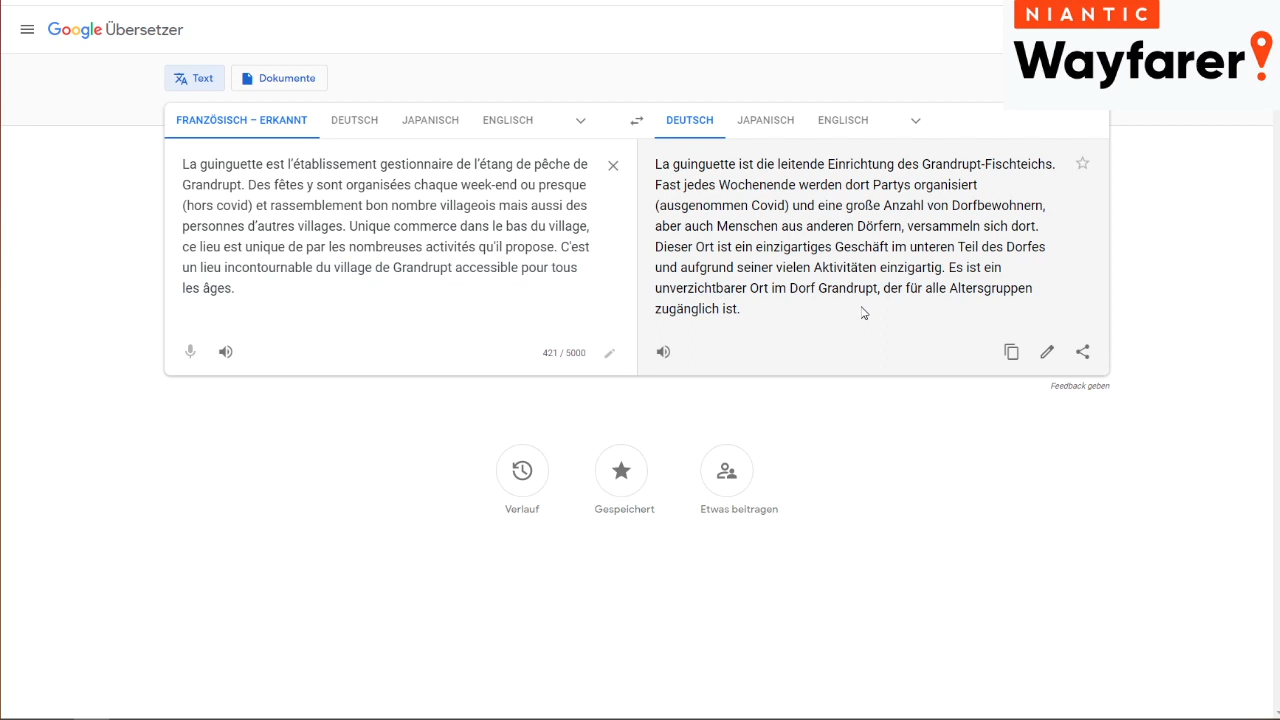 NIANTIC
Wayfarer
Google Übersetzer
Text
Dokumente
FRANZÖSISCH – ERKANNT
DEUTSCH
JAPANISCH
ENGLISCH
DEUTSCH
JAPANISCH
ENGLISCH
La guinguette est l’établissement gestionnaire de l’étang de pêche de
Grandrupt. Des fêtes y sont organisées chaque week-end ou presque
(hors covid) et rassemblement bon nombre villageois mais aussi des
personnes d’autres villages. Unique commerce dans le bas du village,
ce lieu est unique de par les nombreuses activités qu'il propose. C'est
un lieu incontournable du village de Grandrupt accessible pour tous
les âges.
421 / 5000
La guinguette ist die leitende Einrichtung des Grandrupt-Fischteichs.
Fast jedes Wochenende werden dort Partys organisiert
(ausgenommen Covid) und eine große Anzahl von Dorfbewohnern,
aber auch Menschen aus anderen Dörfern, versammeln sich dort.
Dieser Ort ist ein einzigartiges Geschäft im unteren Teil des Dorfes
und aufgrund seiner vielen Aktivitäten einzigartig. Es ist ein
unverzichtbarer Ort im Dorf Grandrupt, der für alle Altersgruppen
zugänglich ist.
Feedback geben
Verlauf
Gespeichert
Etwas beitragen